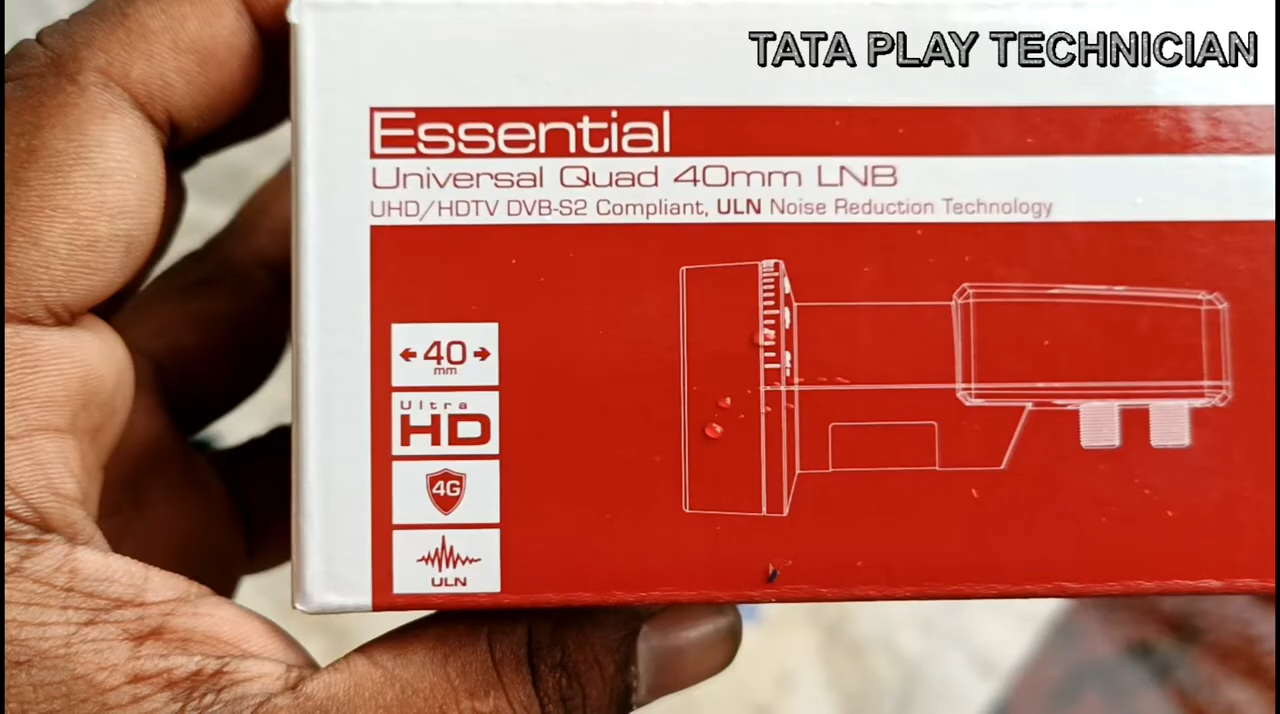 TATA PLAY TECHNICIAN
Essential
Universal Quad 40mm LNB
UHD/HDTV DVB-S2 Compliant, ULN Noise Reduction Technology
40
mm
Ultra
HD
4G
ULN